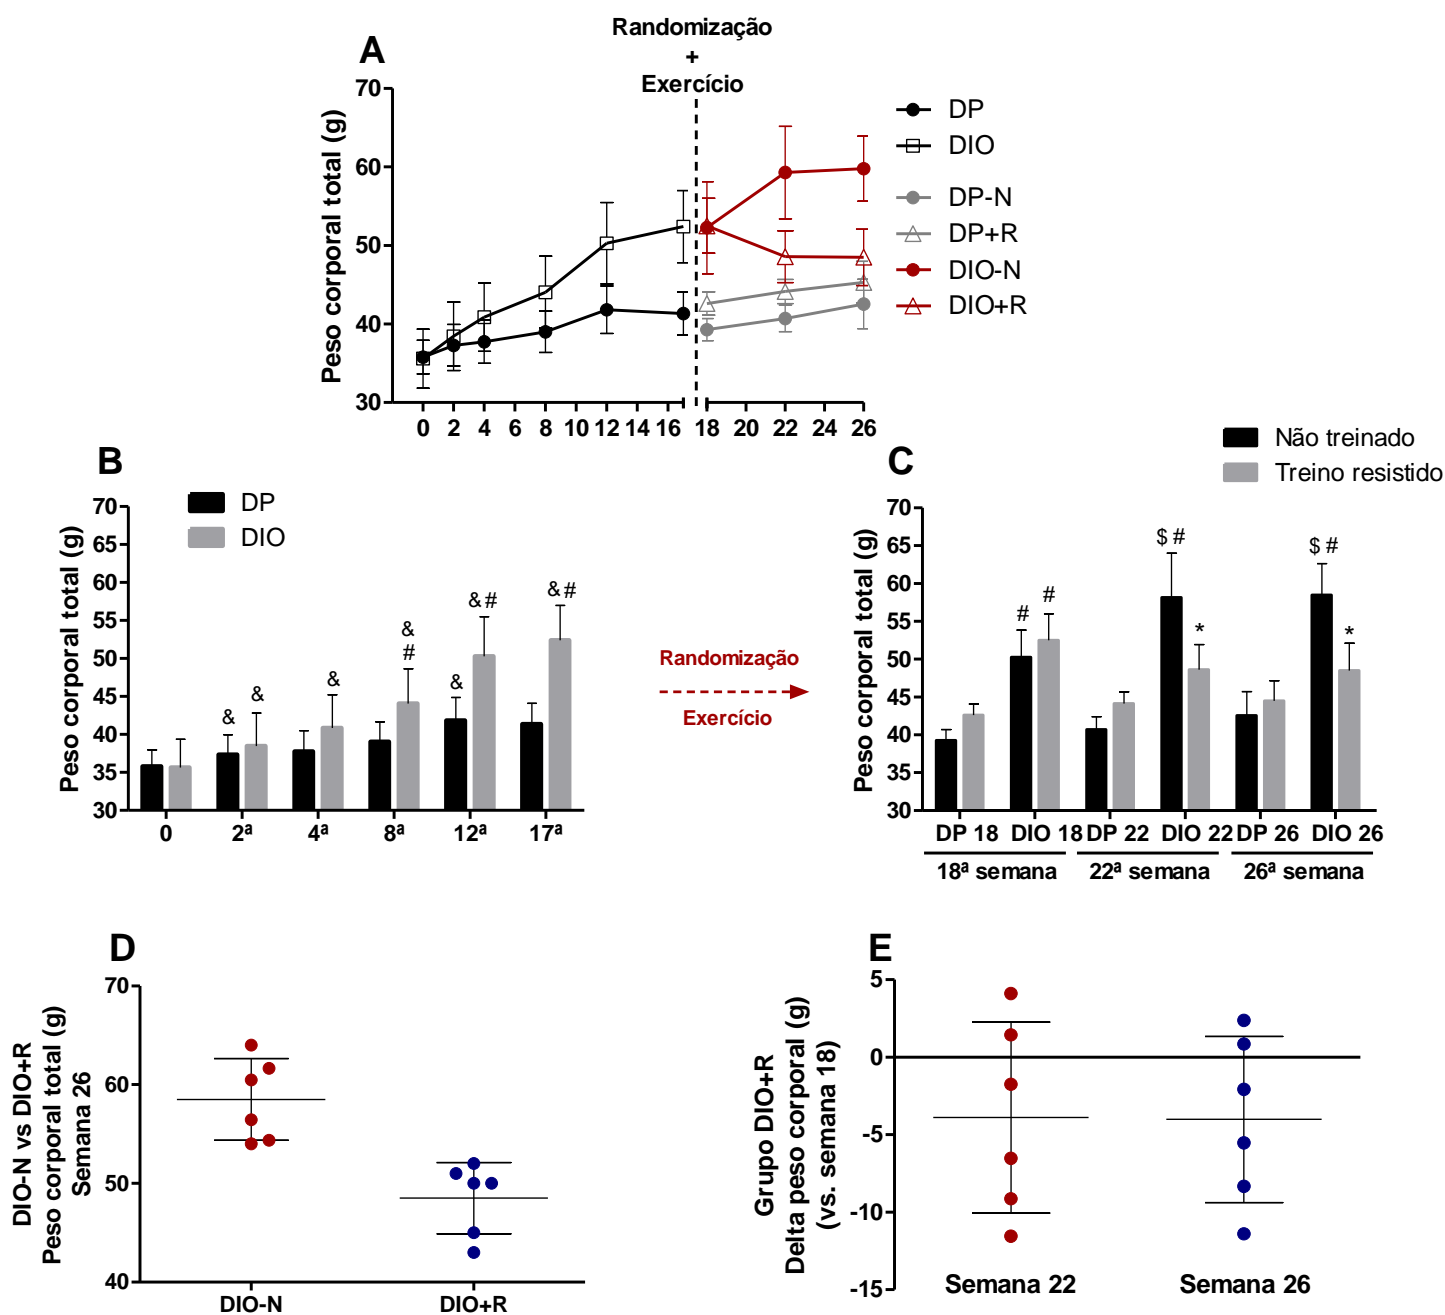 Randomização
+
Exercício
A
Peso corporal total (g)
70
60
50
40
30
0 2 4 6 8 10 12 14 16 18 20 22 24 26
DP
DIO
DP-N
DP+R
DIO-N
DIO+R
B
DP
DIO
Peso corporal total (g)
70
65
60
55
50
45
40
35
30
& & & & # & & # & #
0 2ª 4ª 8ª 12ª 17ª
Randomização
Exercício
C
Não treinado
Treino resistido
Peso corporal total (g)
70
65
60
55
50
45
40
35
30
# # $ # * $ # *
DP 18 DIO 18 DP 22 DIO 22 DP 26 DIO 26
18ª semana 22ª semana 26ª semana
D
DIO-N vs DIO+R
Peso corporal total (g)
Semana 26
70
60
50
40
DIO-N DIO+R
E
Grupo DIO+R
Delta peso corporal (g)
(vs. semana 18)
5
0
-5
-10
-15
Semana 22 Semana 26